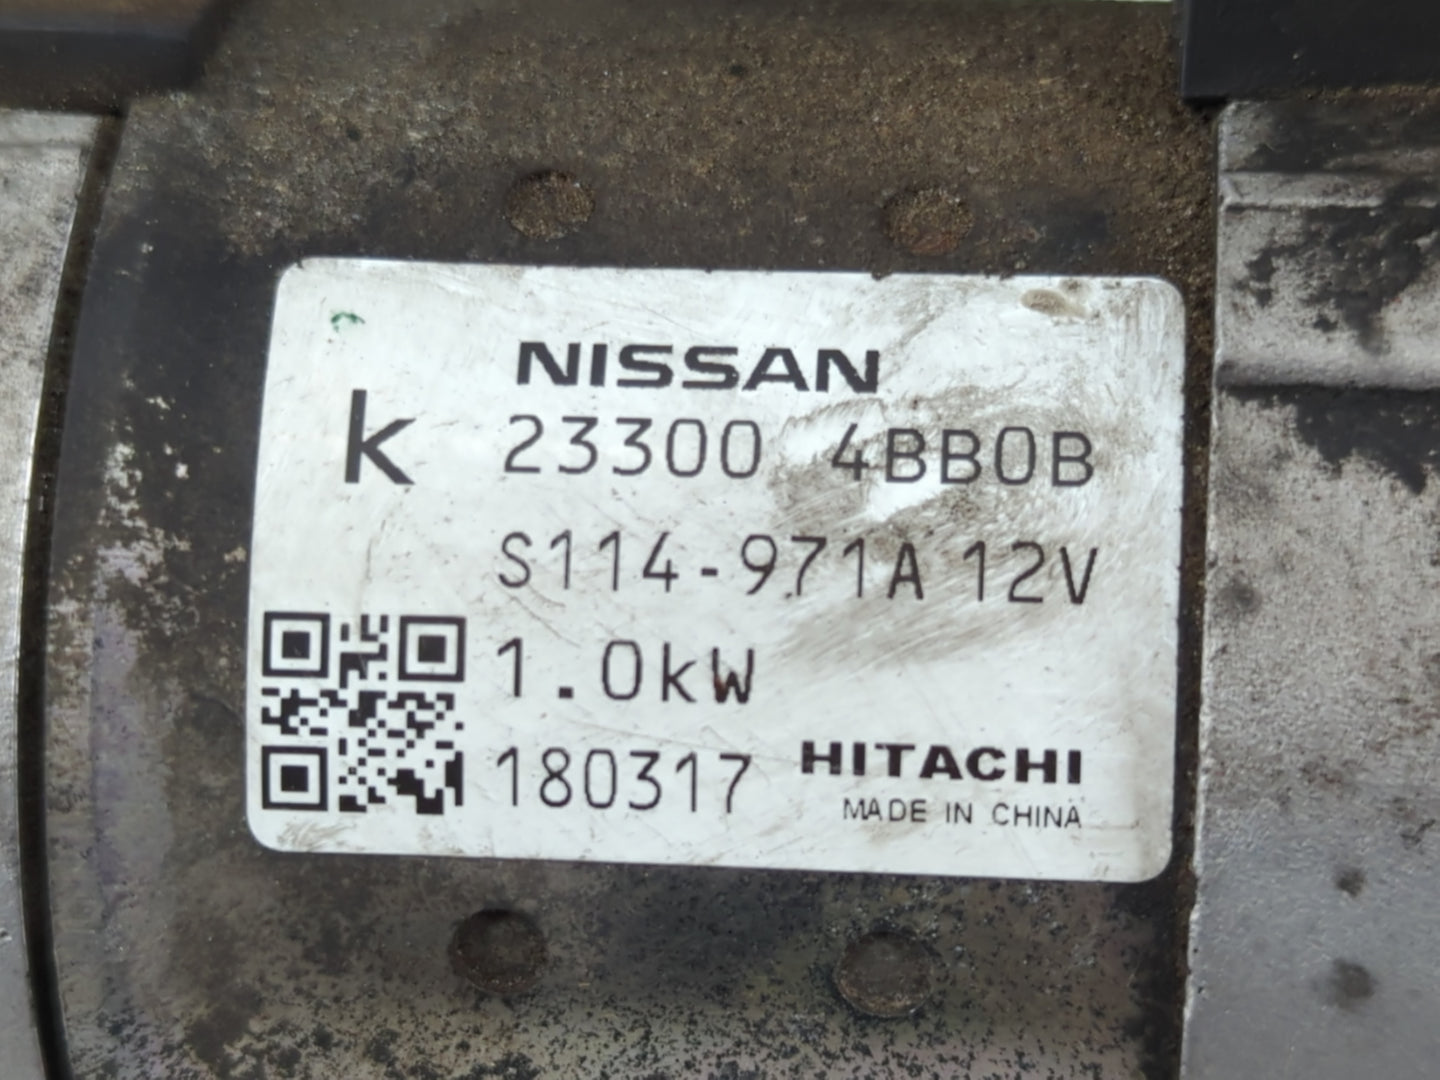 NISSAN
k 23300 4BB0B
S114-971A 12V
1.0kW
180317 HITACHI
MADE IN CHINA